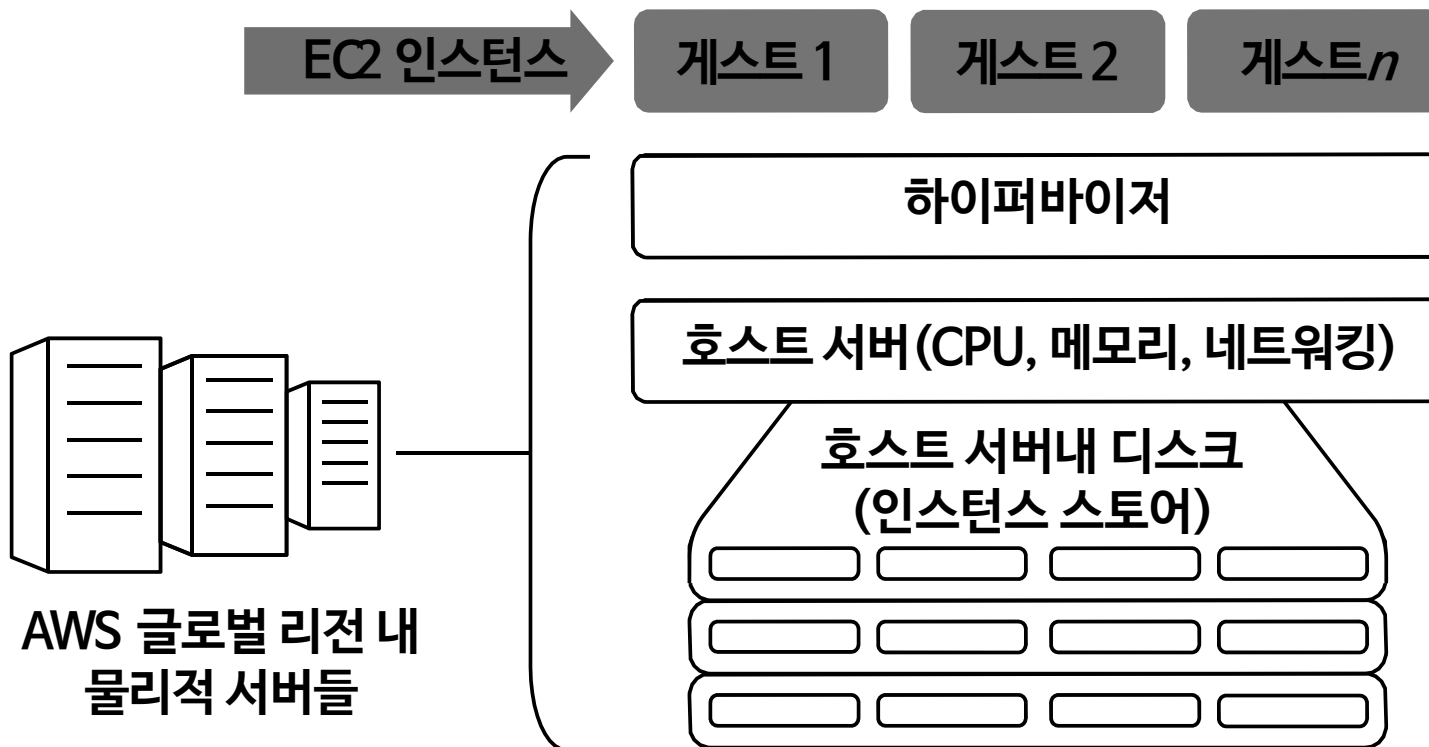 EC2 인스턴스
게스트 1
게스트 2
게스트n
하이퍼바이저
호스트 서버(CPU, 메모리, 네트워킹)
호스트 서버내 디스크
(인스턴스 스토어)
AWS 글로벌 리전 내
물리적 서버들